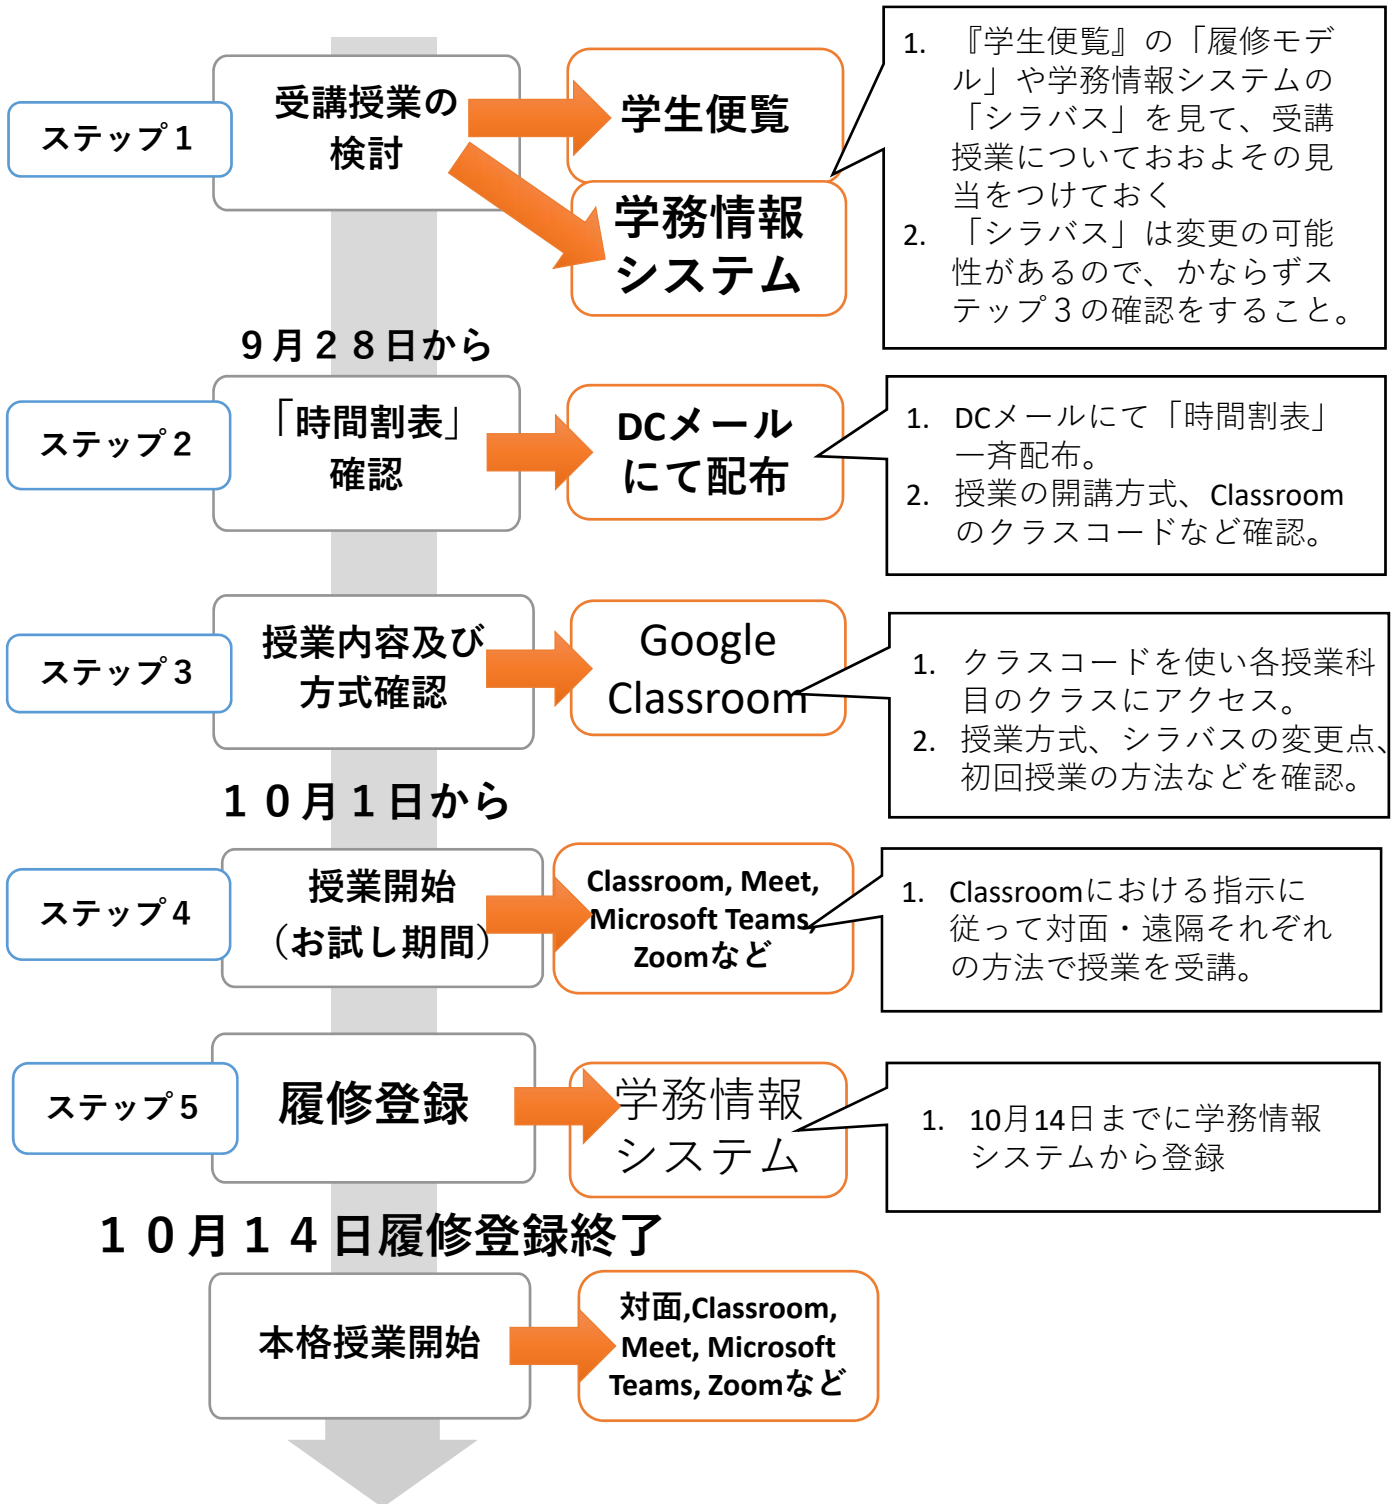 ステップ１
受講授業の
検討
学生便覧
学務情報
システム
1. 『学生便覧』の「履修モデ
ル」や学務情報システムの
「シラバス」を見て、受講
授業についておおよその見
当をつけておく
2. 「シラバス」は変更の可能
性があるので、かならずス
テップ３の確認をすること。
９月２８日から
ステップ２
「時間割表」
確認
DCメール
にて配布
1. DCメールにて「時間割表」
一斉配布。
2. 授業の開講方式、Classroom
のクラスコードなど確認。
ステップ３
授業内容及び
方式確認
Google
Classroom
1. クラスコードを使い各授業科
目のクラスにアクセス。
2. 授業方式、シラバスの変更点、
初回授業の方法などを確認。
１０月１日から
ステップ４
授業開始
（お試し期間）
Classroom, Meet,
Microsoft Teams,
Zoomなど
1. Classroomにおける指示に
従って対面・遠隔それぞれ
の方法で授業を受講。
ステップ５
履修登録
学務情報
システム
1. 10月14日までに学務情報
システムから登録
１０月１４日履修登録終了
本格授業開始
対面,Classroom,
Meet, Microsoft
Teams, Zoomなど